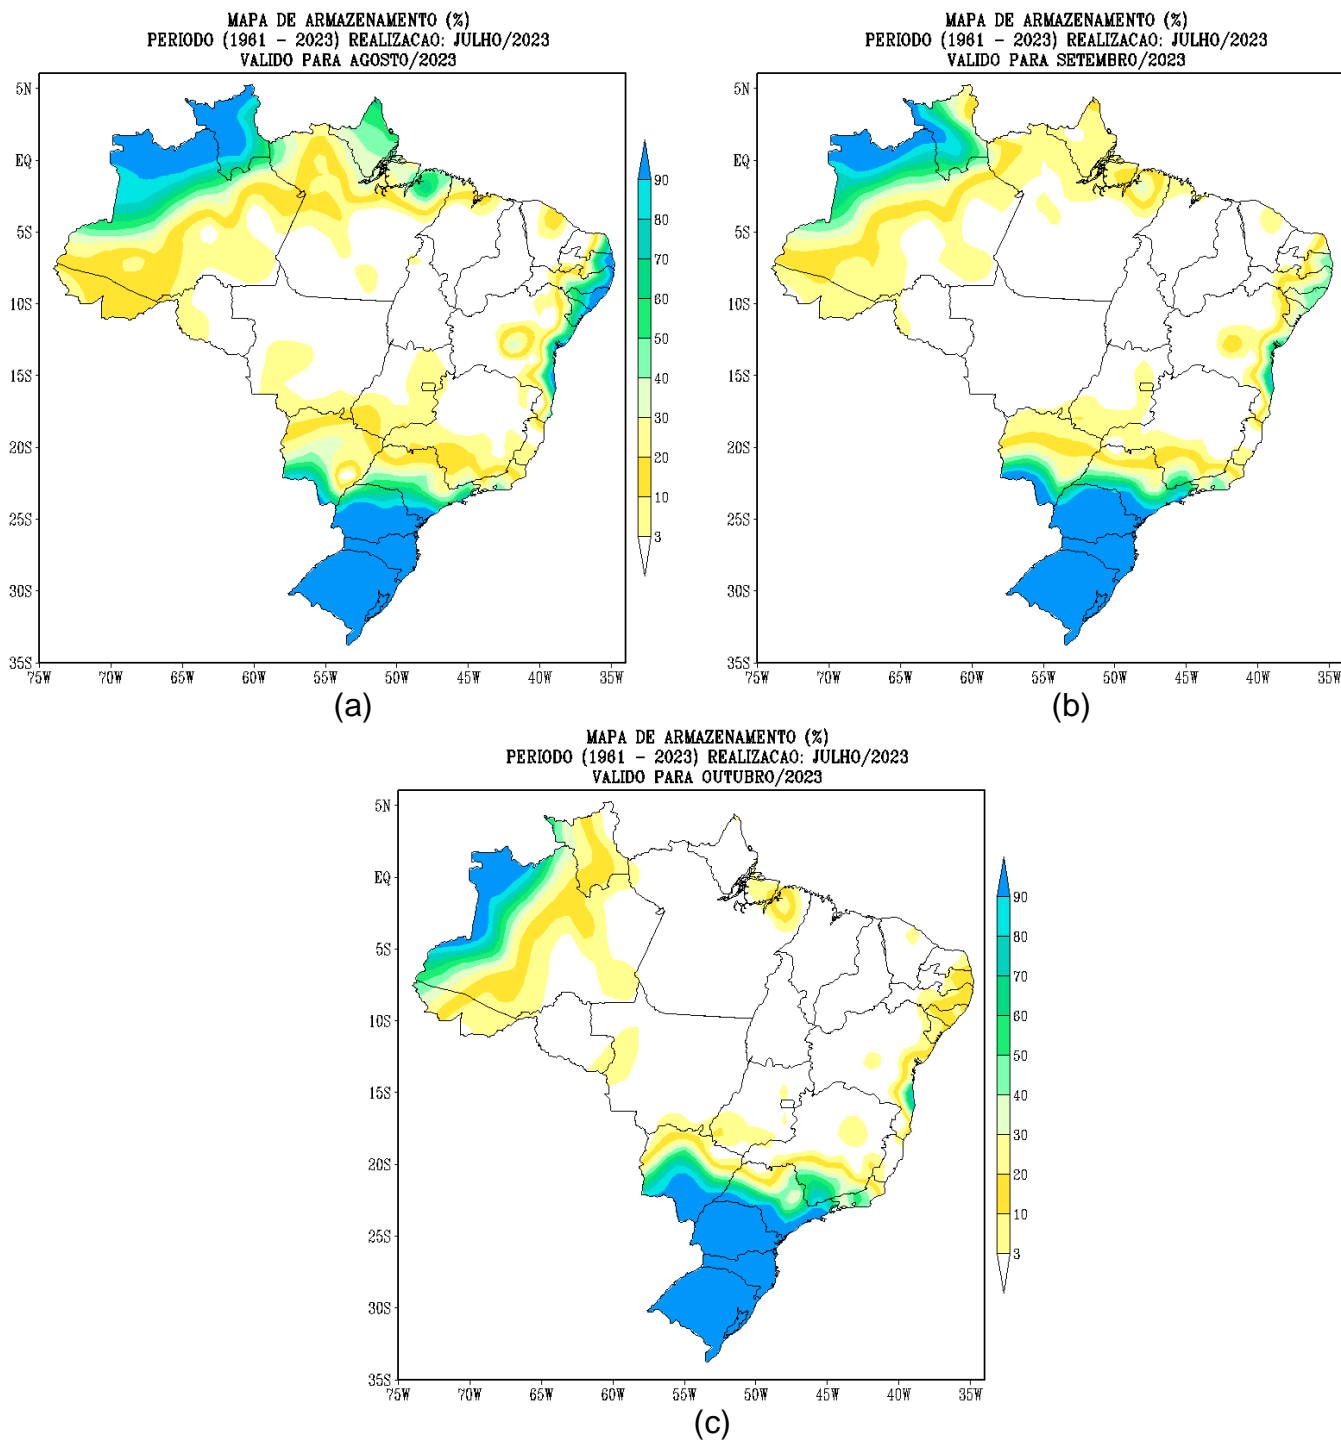 MAPA DE ARMAZENAMENTO (%)
PERIODO (1961 - 2023) REALIZACAO: JULHO/2023
VALIDO PARA AGOSTO/2023
5N
EQ
5S
10S
15S
20S
25S
30S
35S
75W 70W 65W 60W 55W 50W 45W 40W 35W
90
80
70
60
50
40
30
20
10
3
(a)
MAPA DE ARMAZENAMENTO (%)
PERIODO (1961 - 2023) REALIZACAO: JULHO/2023
VALIDO PARA SETEMBRO/2023
5N
EQ
5S
10S
15S
20S
25S
30S
35S
75W 70W 65W 60W 55W 50W 45W 40W 35W
(b)
MAPA DE ARMAZENAMENTO (%)
PERIODO (1961 - 2023) REALIZACAO: JULHO/2023
VALIDO PARA OUTUBRO/2023
5N
EQ
5S
10S
15S
20S
25S
30S
35S
75W 70W 65W 60W 55W 50W 45W 40W 35W
90
80
70
60
50
40
30
20
10
3
(c)